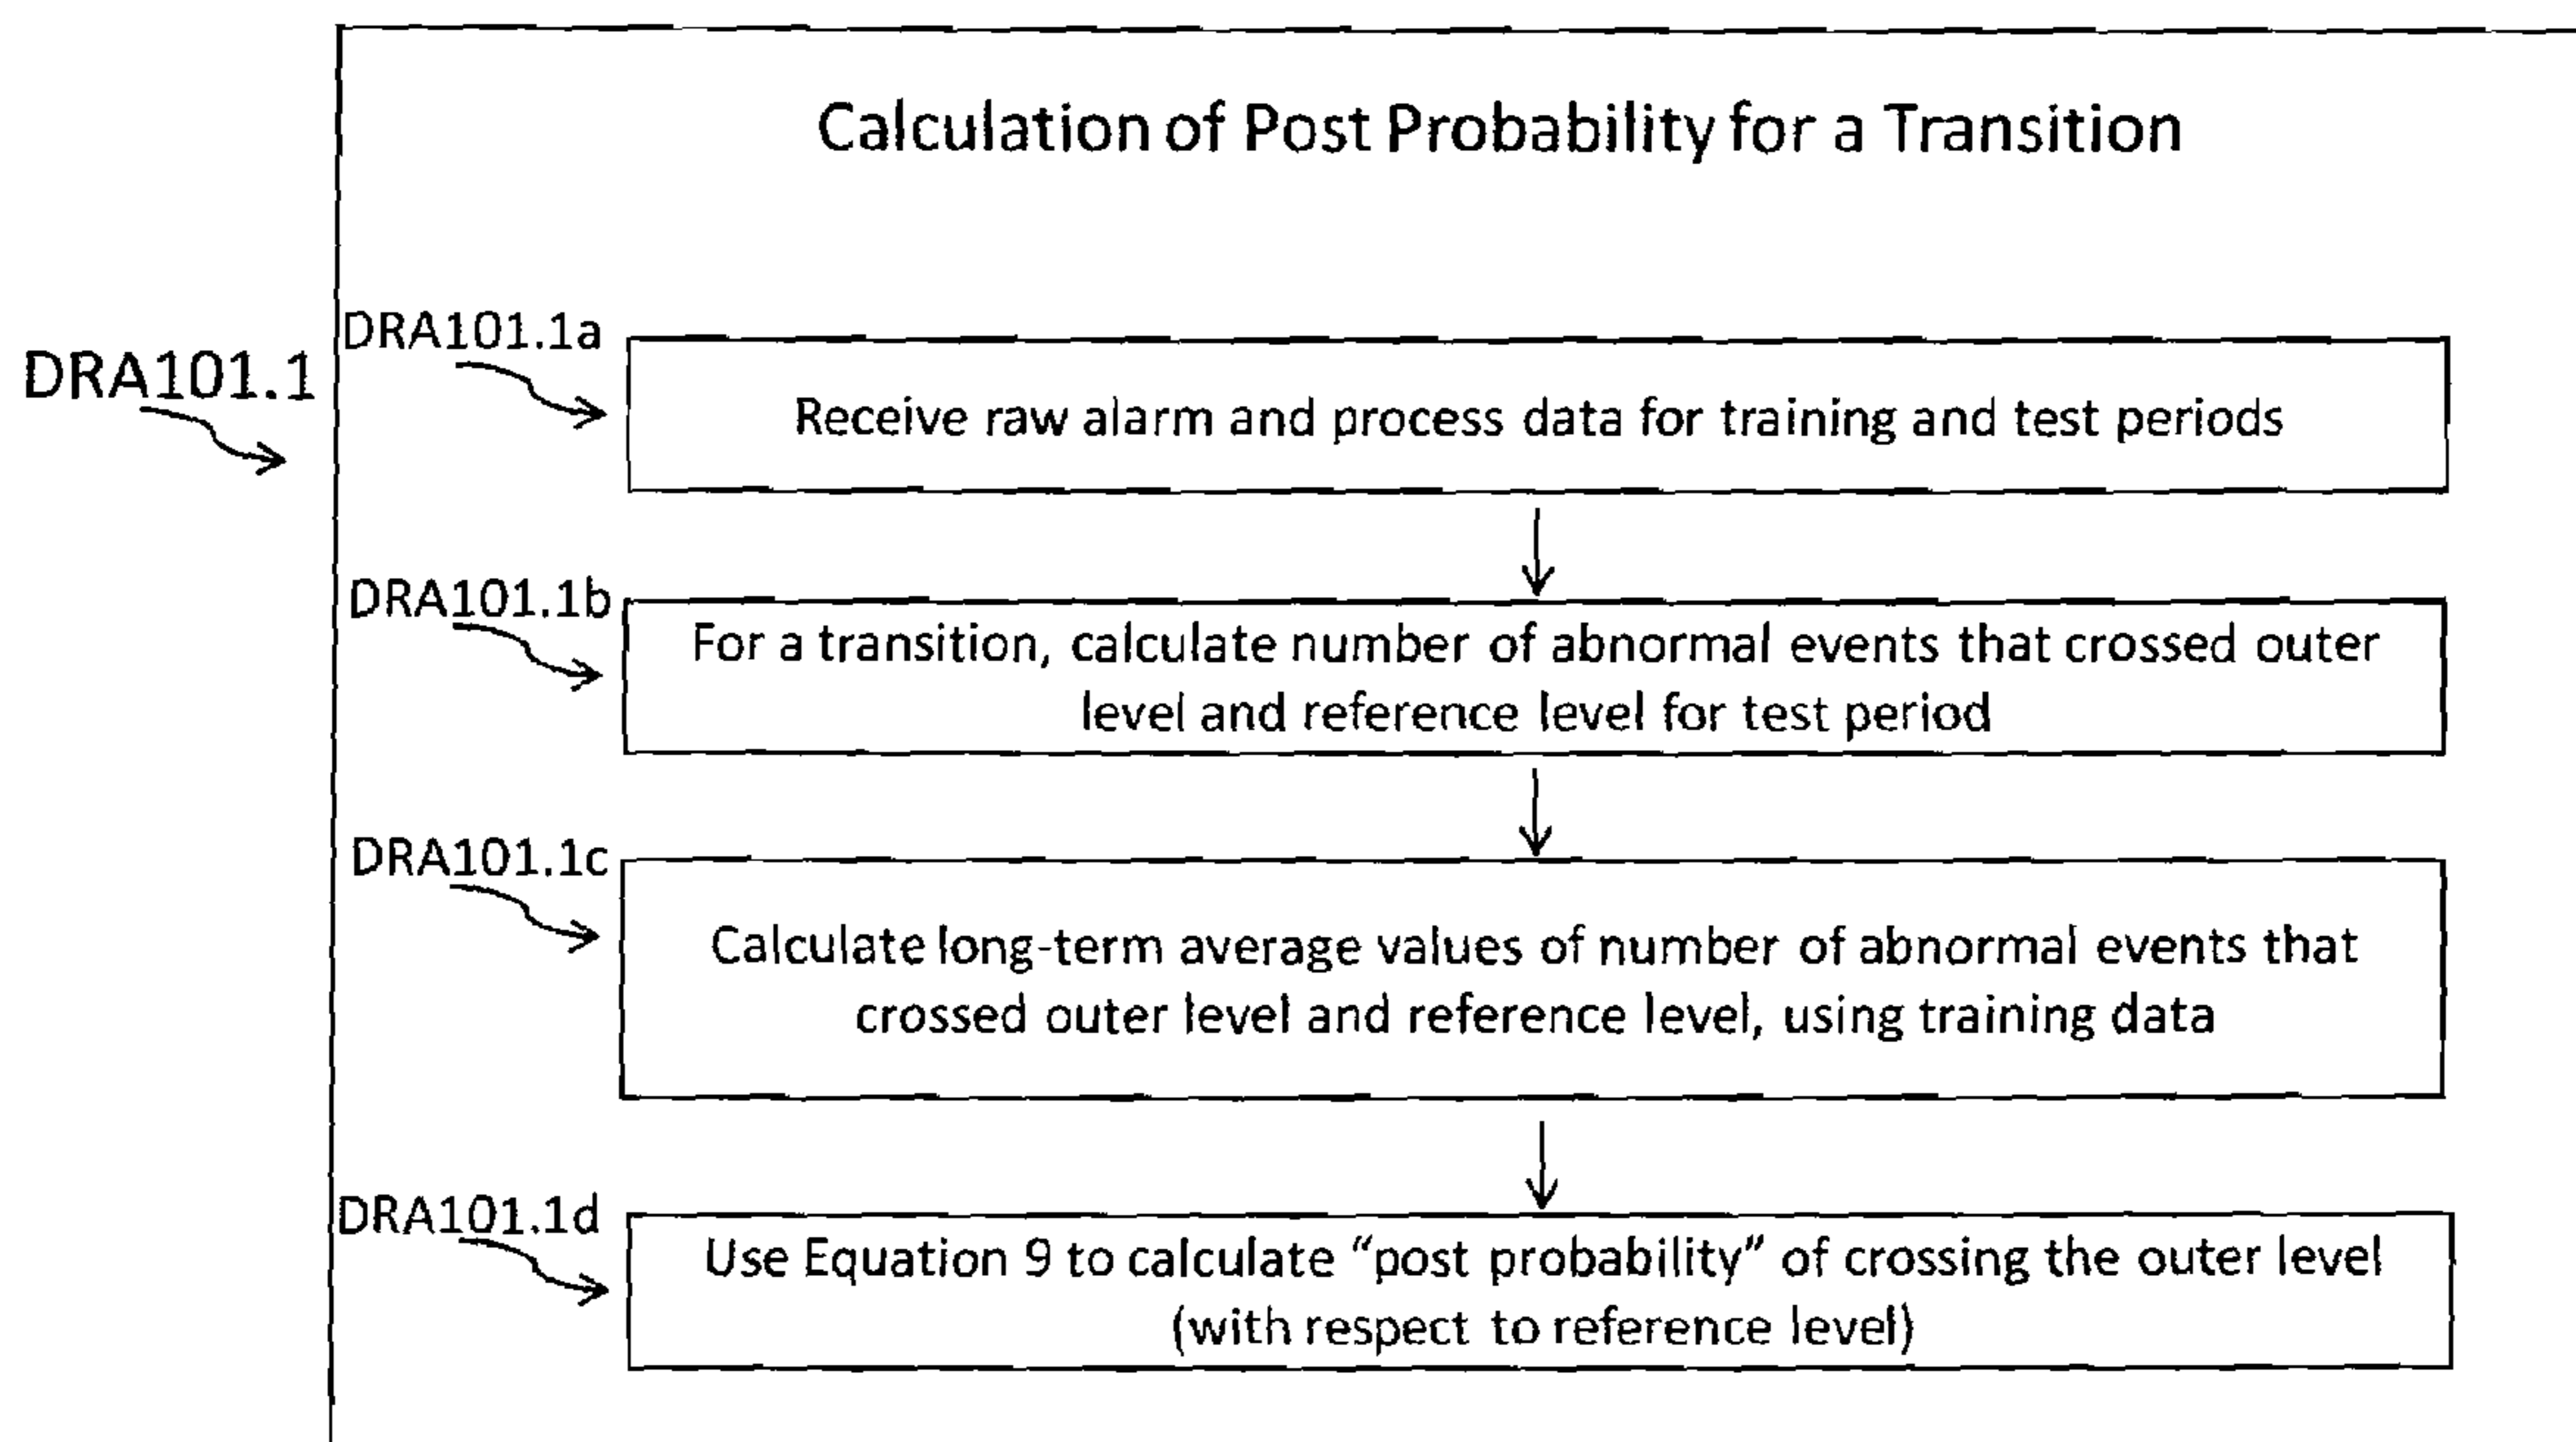 Calculation of Post Probability for a Transition
DRA101.1
DRA101.1a
Receive raw alarm and process data for training and test periods
DRA101.1b
For a transition, calculate number of abnormal events that crossed outer
level and reference level for test period
DRA101.1c
Calculate long-term average values of number of abnormal events that
crossed outer level and reference level, using training data
DRA101.1d
Use Equation 9 to calculate “post probability” of crossing the outer level
(with respect to reference level)